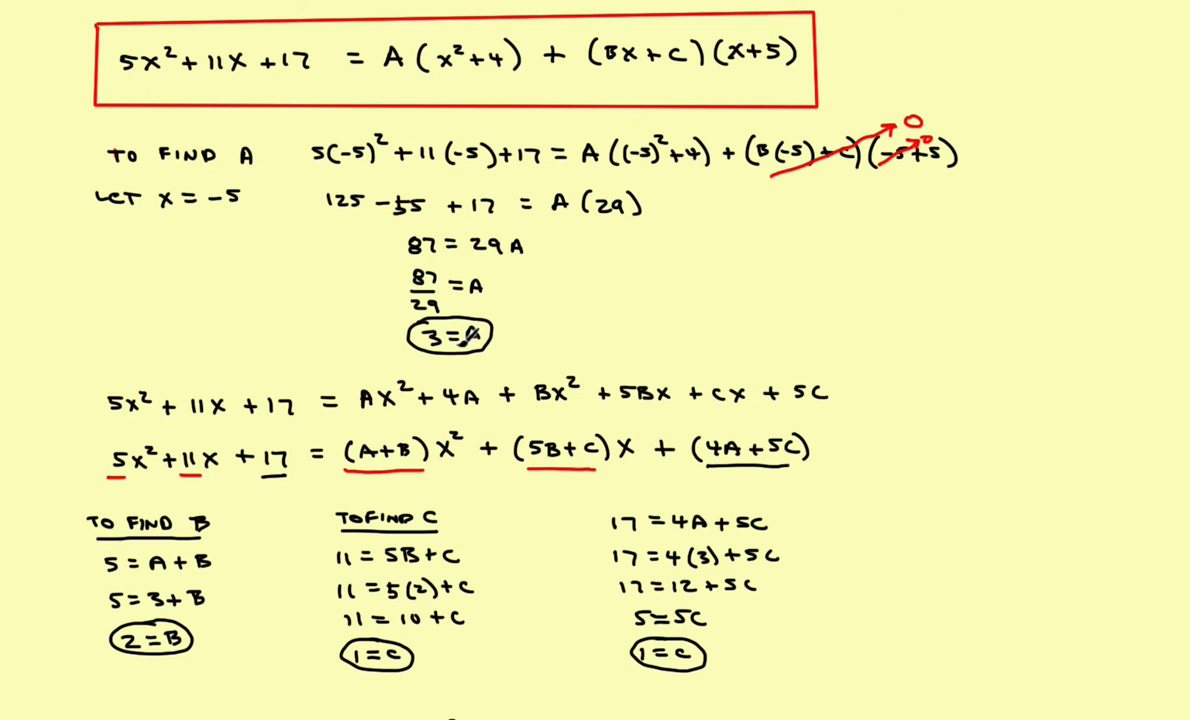 5x² + 11x + 17 = A(x²+4) + (Bx+C)(x+5)
TO FIND A 5(-5)² + 11(-5) + 17 = A((-5)²+4) + (B(-5)+C)(-5+5) 0 0
LET x = -5 125 - 55 + 17 = A(29)
87 = 29A
87/29 = A
3 = A
5x² + 11x + 17 = Ax² + 4A + Bx² + 5Bx + Cx + 5C
5x² + 11x + 17 = (A+B)x² + (5B+C)x + (4A+5C)
TO FIND B
5 = A + B
5 = 3 + B
2 = B
TO FIND C
11 = 5B + C
11 = 5(2) + C
11 = 10 + C
1 = C
17 = 4A + 5C
17 = 4(3) + 5C
17 = 12 + 5C
5 = 5C
1 = C